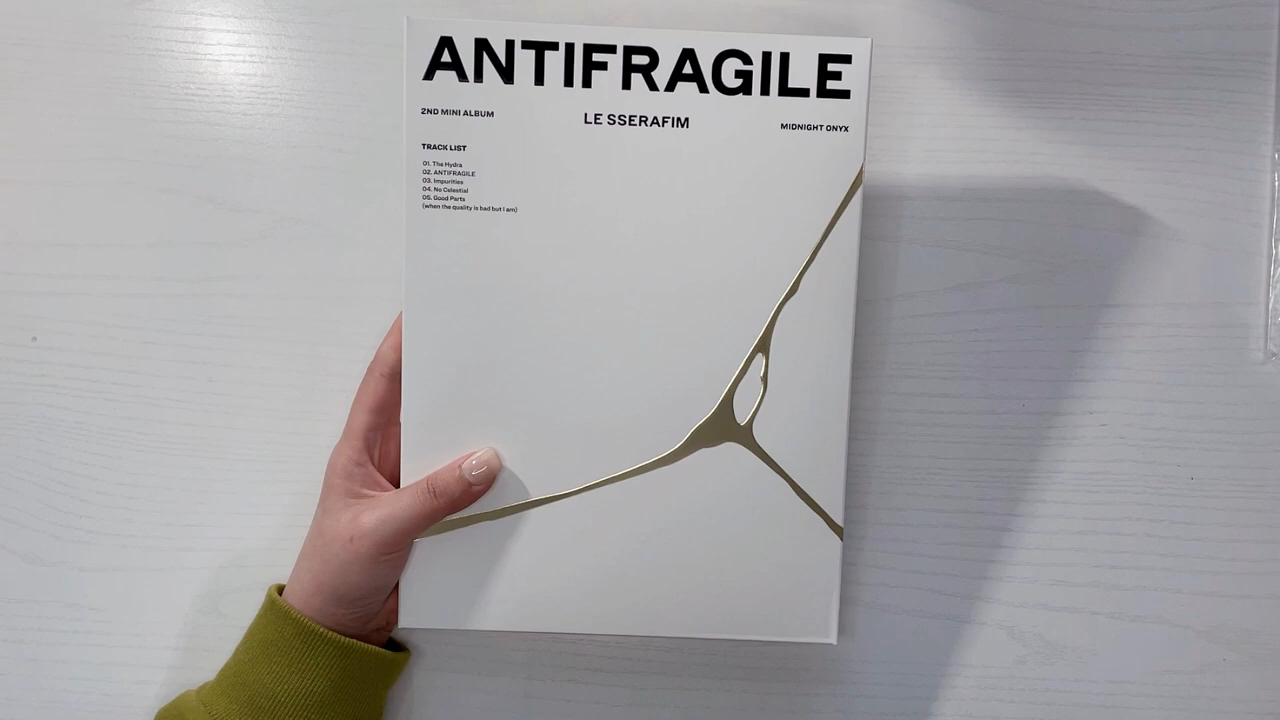 ANTIFRAGILE
2ND MINI ALBUM
LE SSERAFIM
MIDNIGHT ONYX
TRACK LIST
01. The Hydra
02. ANTIFRAGILE
03. Impurities
04. No Celestial
05. Good Parts
(when the quality is bad but I am)